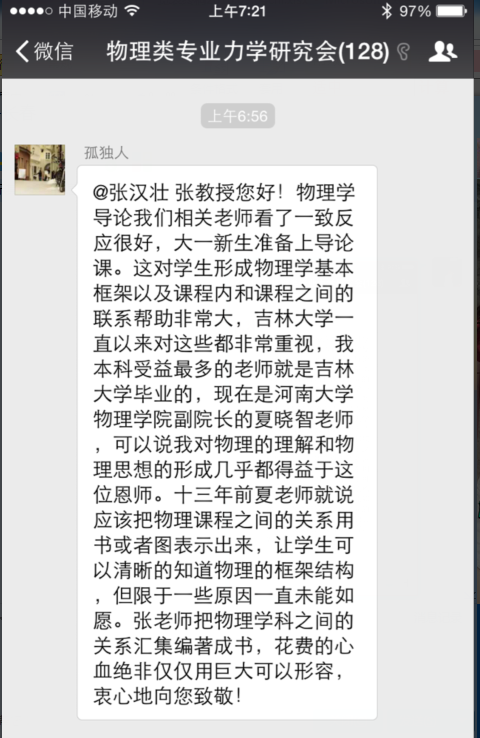 中国移动 上午7:21 97%
微信 物理类专业力学研究会(128)
上午6:56
孤独人
@张汉壮 张教授您好！物理学
导论我们相关老师看了一致反
应很好，大一新生准备上导论
课。这对学生形成物理学基本
框架以及课程内和课程之间的
联系帮助非常大，吉林大学一
直以来对这些都非常重视，我
本科受益最多的老师就是吉林
大学毕业的，现在是河南大学
物理学院副院长的夏晓智老师
，可以说我对物理的理解和物
理思想的形成几乎都得益于这
位恩师。十三年前夏老师就说
应该把物理课程之间的关系用
书或者图表示出来，让学生可
以清晰的知道物理的框架结构
，但限于一些原因一直未能如
愿。张老师把物理学科之间的
关系汇集编著成书，花费的心
血绝非仅仅用巨大可以形容，
衷心地向您致敬！